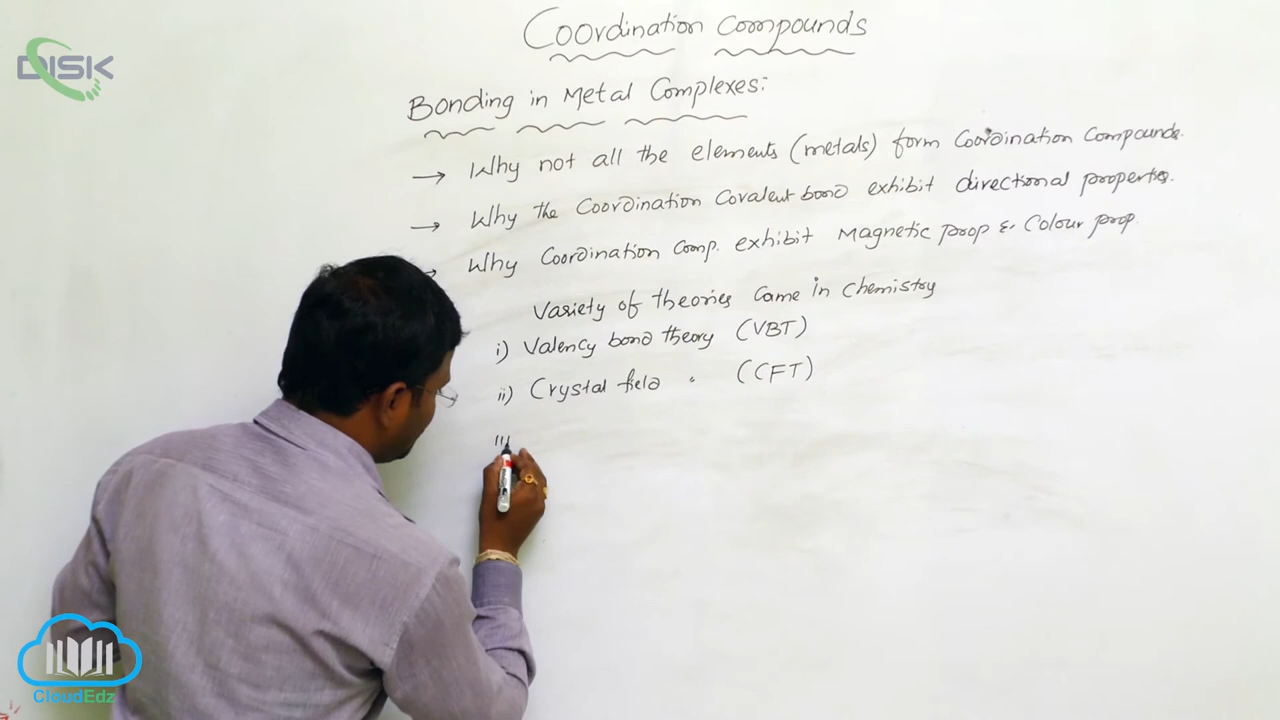 DISK
Coordination Compounds
Bonding in Metal Complexes:
→ Why not all the elements (metals) form Coordination Compounds.
→ Why the Coordination Covalent bond exhibit directional properties.
Why Coordination Comp. exhibit Magnetic prop & Colour prop.
Variety of theories Came in Chemistry
i) Valency bond theory (VBT)
ii) Crystal field " (CFT)
iii
CloudEdz